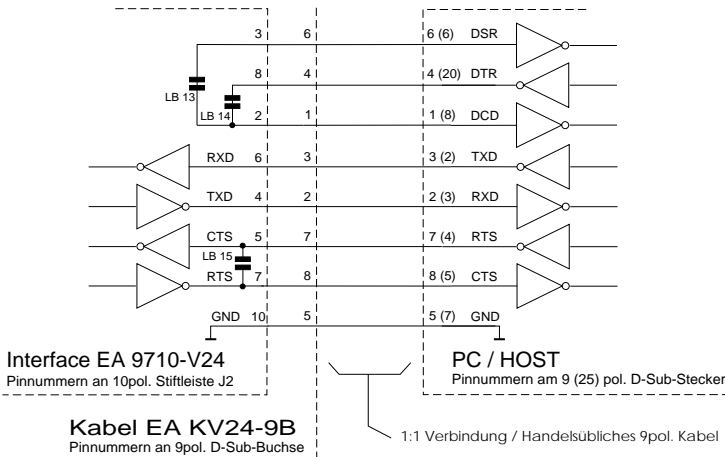 3 6 6 (6) DSR
8 4 4 (20) DTR
LB 13
LB 14 2 1 1 (8) DCD
RXD 6 3 3 (2) TXD
TXD 4 2 2 (3) RXD
CTS 5 7 7 (4) RTS
LB 15
RTS 7 8 8 (5) CTS
GND 10 5 5 (7) GND
Interface EA 9710-V24
Pinnummern an 10pol. Stiftleiste J2
PC / HOST
Pinnummern am 9 (25) pol. D-Sub-Stecker
Kabel EA KV24-9B
Pinnummern an 9pol. D-Sub-Buchse
1:1 Verbindung / Handelsübliches 9pol. Kabel